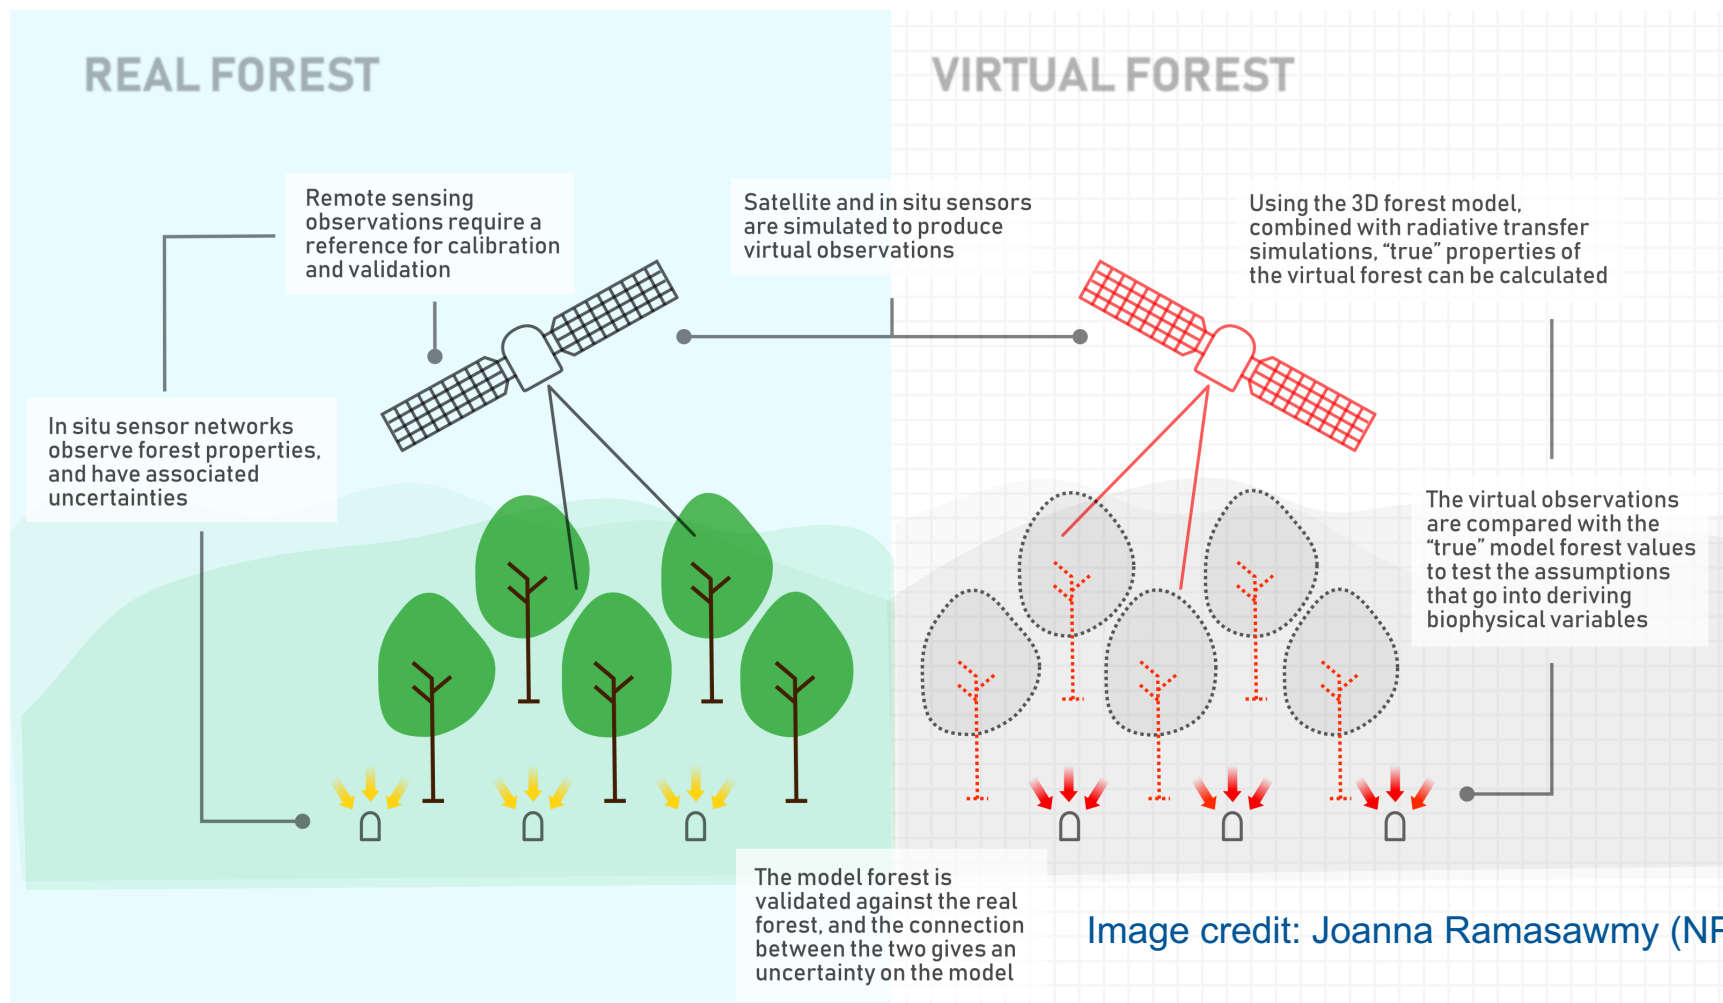 REAL FOREST
VIRTUAL FOREST
Remote sensing
observations require a
reference for calibration
and validation
Satellite and in situ sensors
are simulated to produce
virtual observations
Using the 3D forest model,
combined with radiative transfer
simulations, “true” properties of
the virtual forest can be calculated
In situ sensor networks
observe forest properties,
and have associated
uncertainties
The virtual observations
are compared with the
“true” model forest values
to test the assumptions
that go into deriving
biophysical variables
The model forest is
validated against the real
forest, and the connection
between the two gives an
uncertainty on the model
Image credit: Joanna Ramasawmy